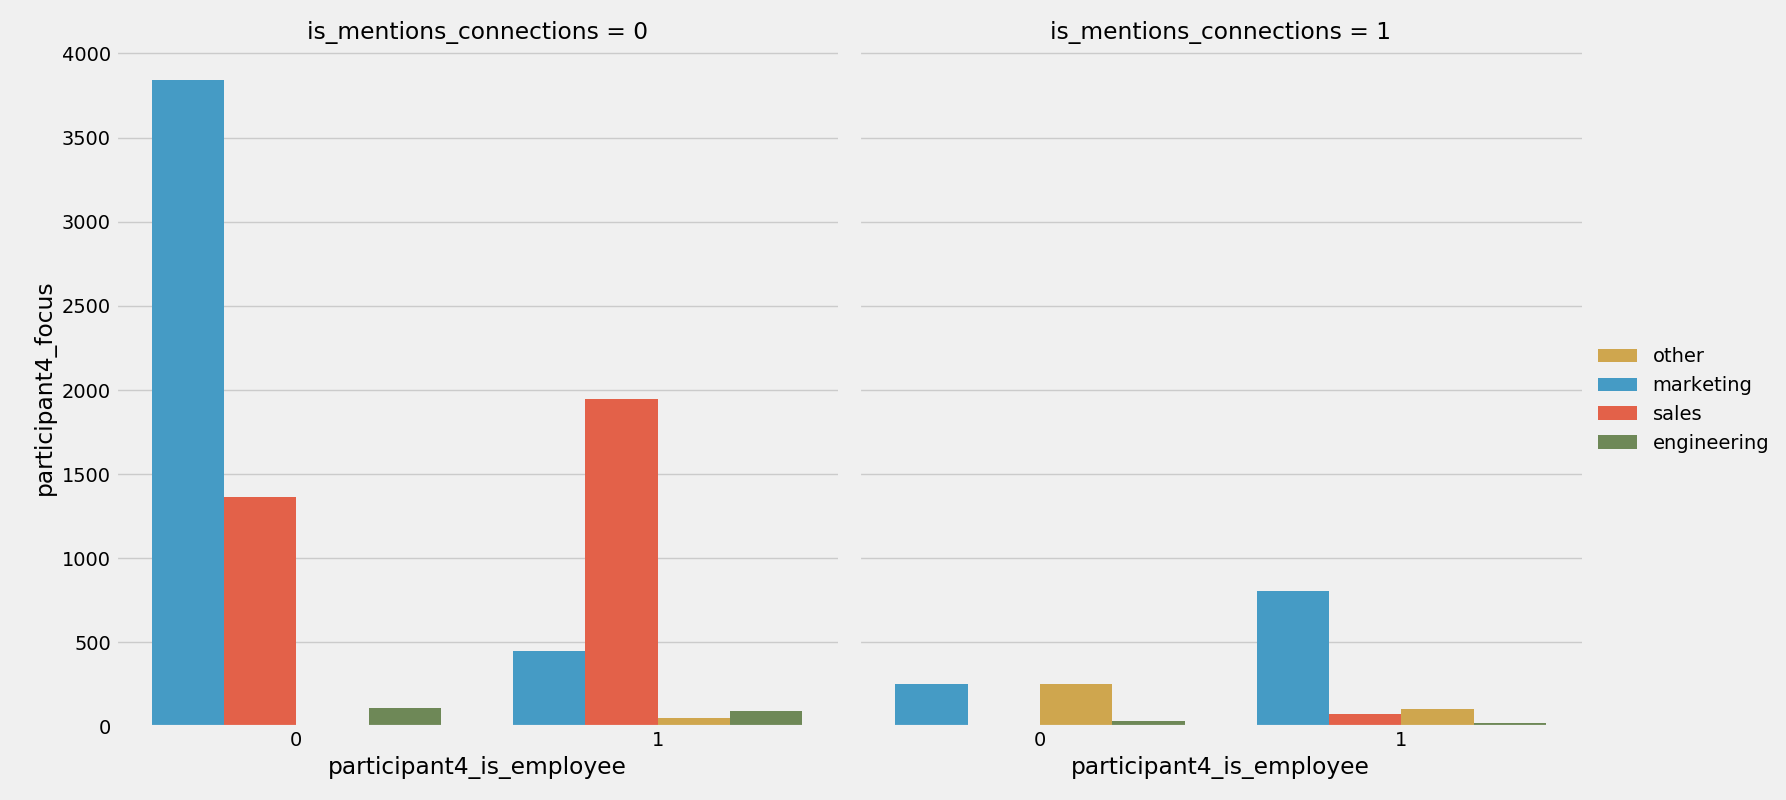 is_mentions_connections = 0
is_mentions_connections = 1
4000
3500
3000
2500
2000
1500
1000
500
0
participant4_focus
0
1
0
1
participant4_is_employee
participant4_is_employee
other
marketing
sales
engineering